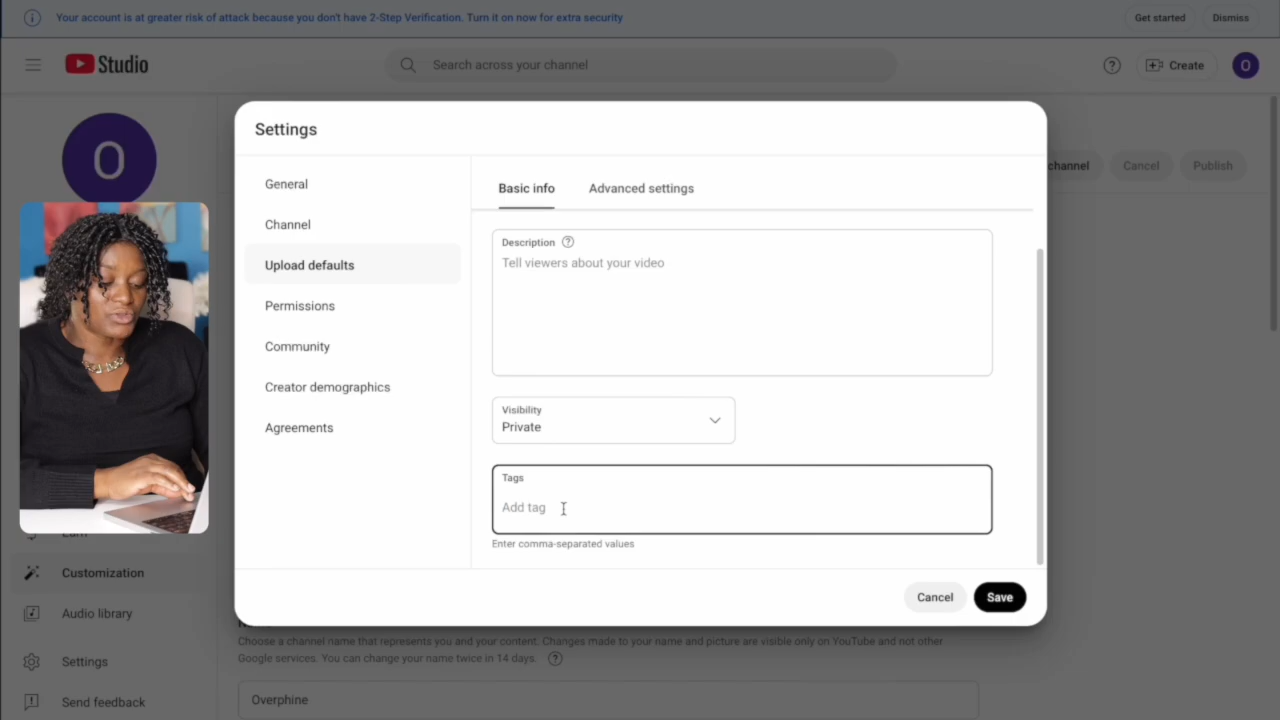 Your account is at greater risk of attack because you don't have 2-Step Verification. Turn it on now for extra security
Get started
Dismiss
Studio
Search across your channel
Create
O
O
Settings
channel
Cancel
Publish
General
Channel
Upload defaults
Permissions
Community
Creator demographics
Agreements
Basic info
Advanced settings
Description
Tell viewers about your video
Visibility
Private
Tags
Add tag
Enter comma-separated values
Cancel
Save
Customization
Audio library
Settings
Send feedback
Choose a channel name that represents you and your content. Changes made to your name and picture are visible only on YouTube and not other
Google services. You can change your name twice in 14 days.
Overphine